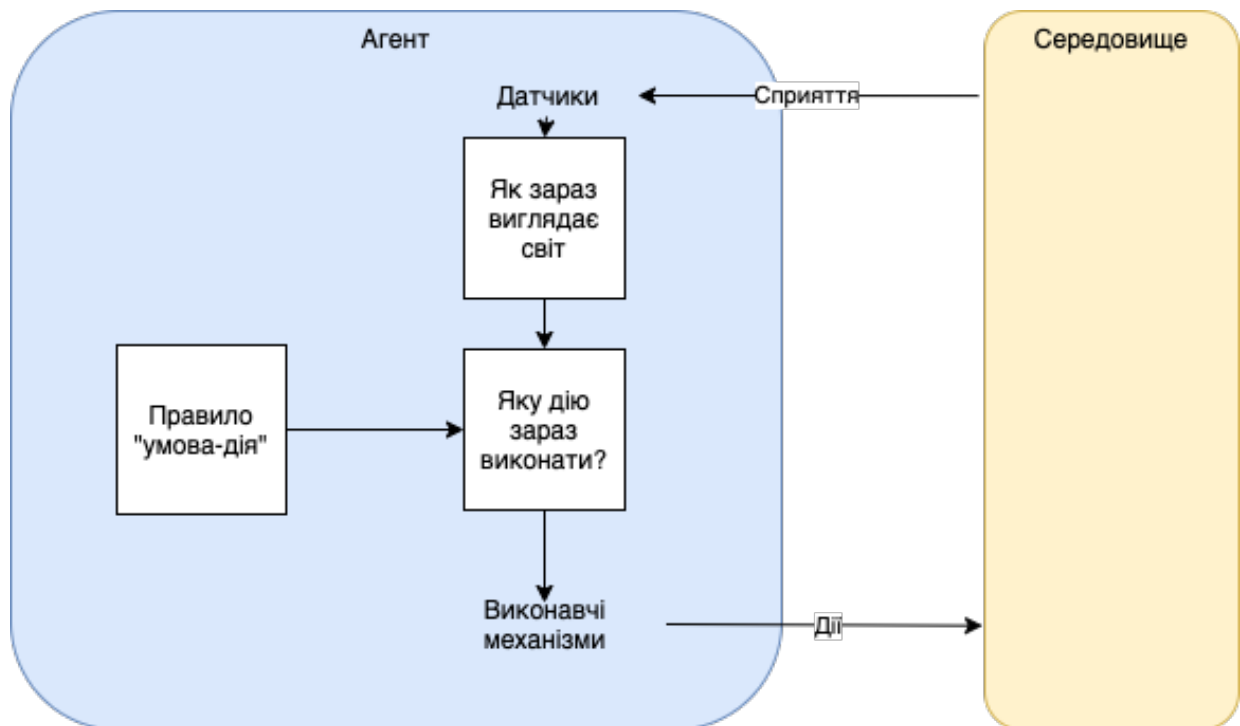 Агент
Середовище
Датчики
Сприяття
Як зараз
виглядає
світ
Правило
"умова-дія"
Яку дію
зараз
виконати?
Виконавчі
механізми
Дії